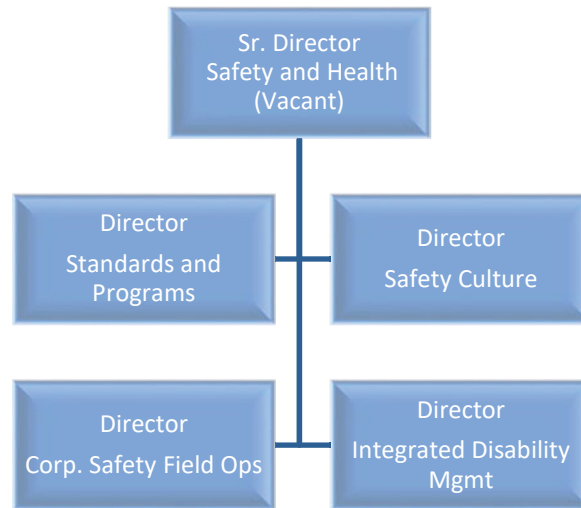 Sr. Director
Safety and Health
(Vacant)
Director
Standards and
Programs
Director
Safety Culture
Director
Corp. Safety Field Ops
Director
Integrated Disability
Mgmt